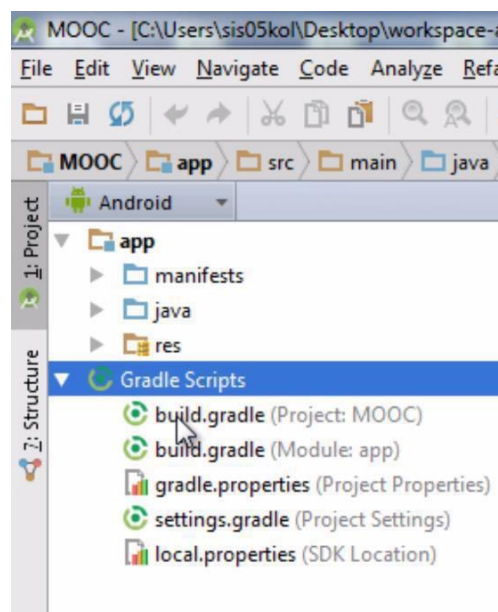 MOOC - [C:\Users\sis05kol\Desktop\workspace-a
File Edit View Navigate Code Analyze Refa
MOOC app src main java
1: Project
Android
app
manifests
java
res
Gradle Scripts
build.gradle (Project: MOOC)
build.gradle (Module: app)
gradle.properties (Project Properties)
settings.gradle (Project Settings)
local.properties (SDK Location)
7: Structure